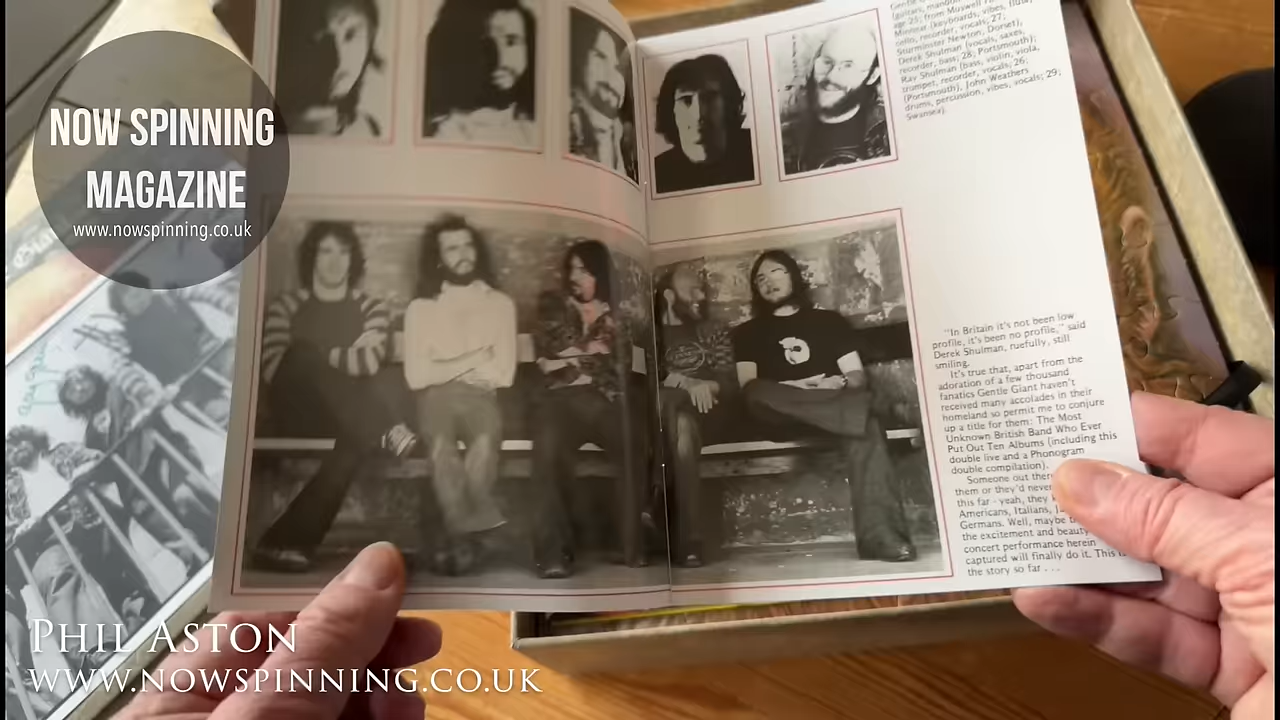 NOW SPINNING
MAGAZINE
www.nowspinning.co.uk
(guitars,
age 25; from Muswell
Minnear (keyboards, vibes,
cello, recorder, vocals; 27;
Sturmaster Newton, Dorset),
Derek Shulman (vocals, saxes,
recorder, bass; 28; Portsmouth;
Ray Shulman (bass, violin, viola,
trumpet, recorder, vocals; 26;
(Portsmouth), John Weathers
drums, percussion, vibes, vocals; 29;
Swansea).
"In Britain it's not been low
profile, it's been no profile," said
Derek Shulman, ruefully, still
smiling.
It's true that, apart from the
adoration of a few thousand
fanatics Gentle Giant haven't
received many accolades in their
homeland so permit me to conjure
up a title for them: The Most
Unknown British Band Who Ever
Put Out Ten Albums (including this
double live and a Phonogram
double compilation).
Someone out
them or they'd
this far - yeah, they
Americans, Italians,
Germans. Well, maybe
the excitement and beauty
concert performance herein
captured will finally do it. This
the story so far . . .
Phil Aston
www.nowspinning.co.uk